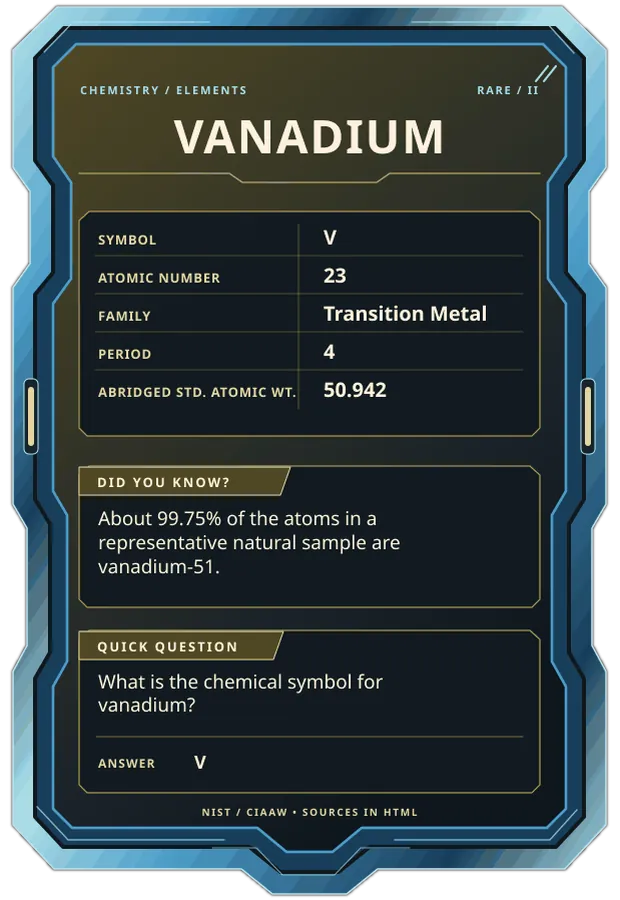 CHEMISTRY / ELEMENTS
RARE / II
VANADIUM
SYMBOL V
ATOMIC NUMBER 23
FAMILY Transition Metal
PERIOD 4
ABRIDGED STD. ATOMIC WT. 50.942
DID YOU KNOW?
About 99.75% of the atoms in a
representative natural sample are
vanadium-51.
QUICK QUESTION
What is the chemical symbol for
vanadium?
ANSWER V
NIST / CIAAW • SOURCES IN HTML